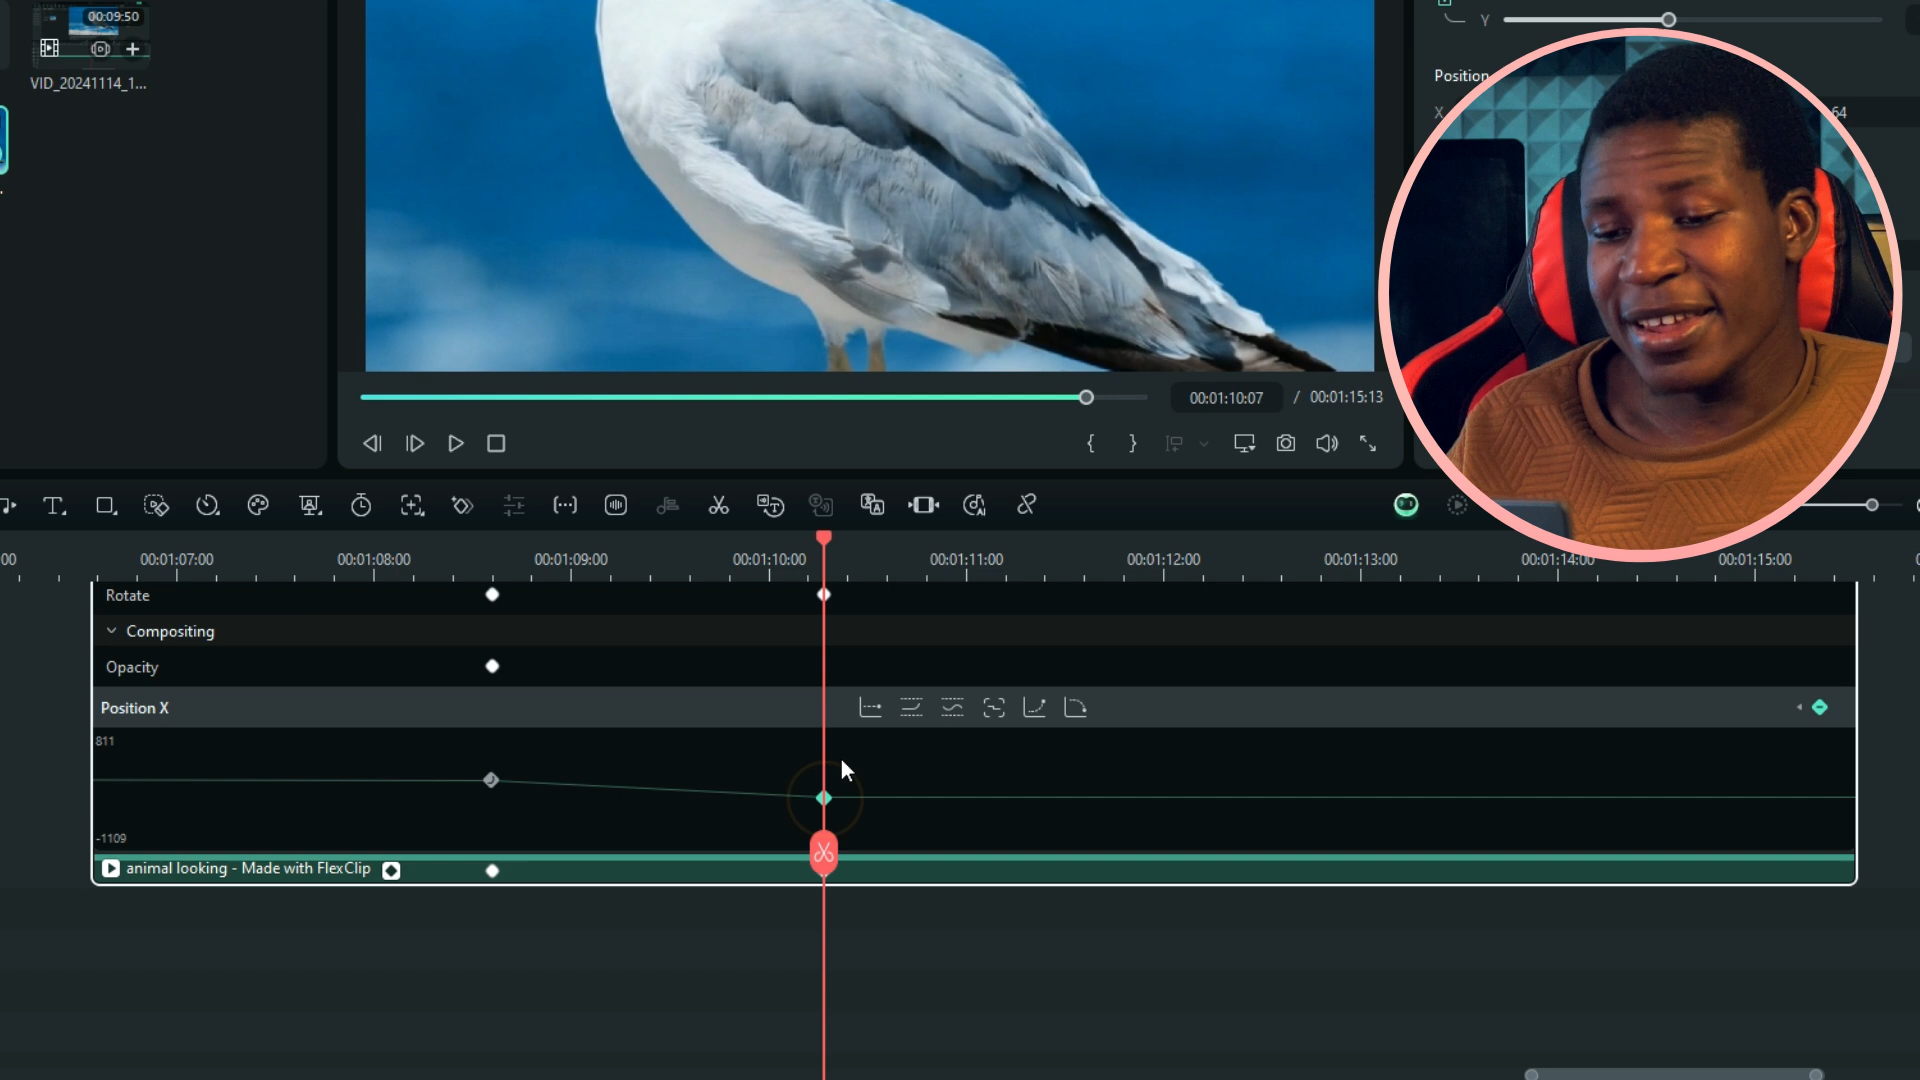 00:09:50
VID_20241114_1...
Y
Position
X
64
00:01:10:07 / 00:01:15:13
00 00:01:07:00 00:01:08:00 00:01:09:00 00:01:10:00 00:01:11:00 00:01:12:00 00:01:13:00 00:01:14:00 00:01:15:00
Rotate
Compositing
Opacity
Position X
811
-1109
animal looking - Made with FlexClip